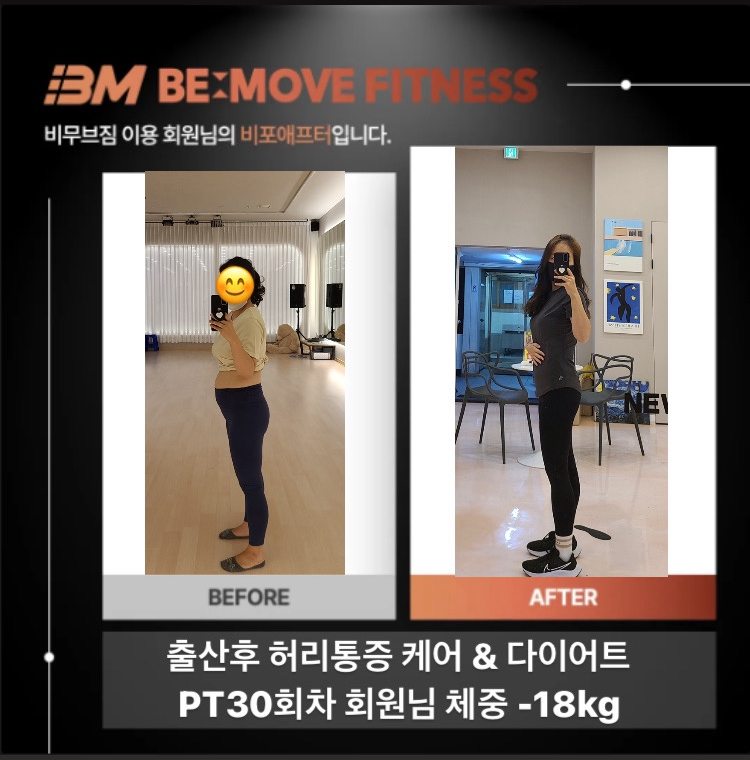 BM BE:MOVE FITNESS
비무브짐 이용 회원님의 비포애프터입니다.
NEW
BEFORE
AFTER
출산후 허리통증 케어 & 다이어트
PT30회차 회원님 체중 -18kg